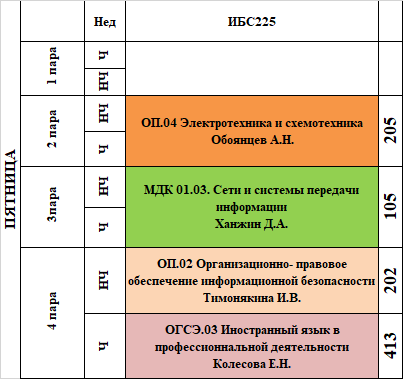 Нед ИБС225
ПЯТНИЦА
1 пара
Ч
НЧ
2 пара
НЧ
Ч
ОП.04 Электротехника и схемотехника
Обоянцев А.Н.
205
3пара
НЧ
Ч
МДК 01.03. Сети и системы передачи
информации
Ханжин Д.А.
105
4 пара
НЧ
ОП.02 Организационно- правовое
обеспечение информационной безопасности
Тимонякина И.В.
202
Ч
ОГСЭ.03 Иностранный язык в
профессиональной деятельности
Колесова Е.Н.
413